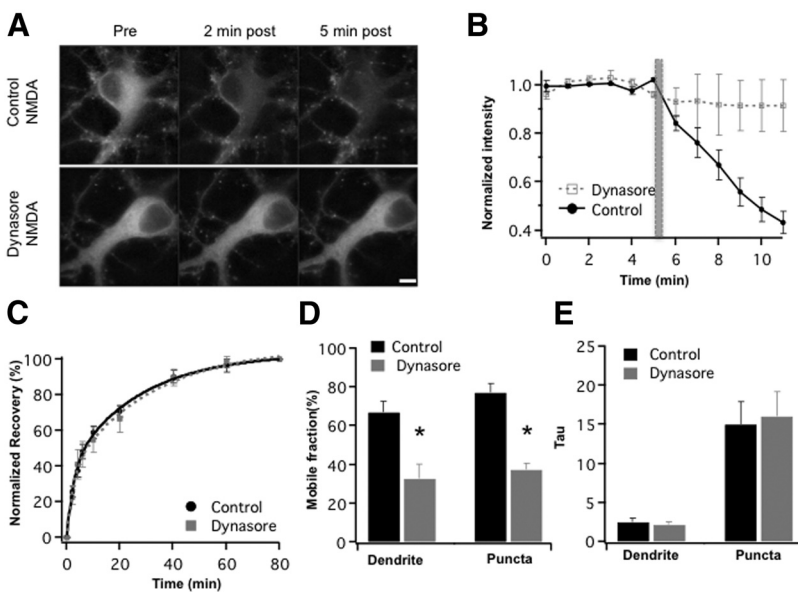 A
Pre
2 min post
5 min post
Control
NMDA
Dynasore
NMDA
B
Normalized intensity
1.0
0.8
0.6
0.4
Dynasore
Control
0
2
4
6
8
10
Time (min)
C
Normalized Recovery (%)
100
80
60
40
20
0
Control
Dynasore
0
20
40
60
80
Time (min)
D
Mobile fraction(%)
100
80
60
40
20
0
Control
Dynasore
*
*
Dendrite
Puncta
E
Tau
25
20
15
10
5
0
Control
Dynasore
Dendrite
Puncta